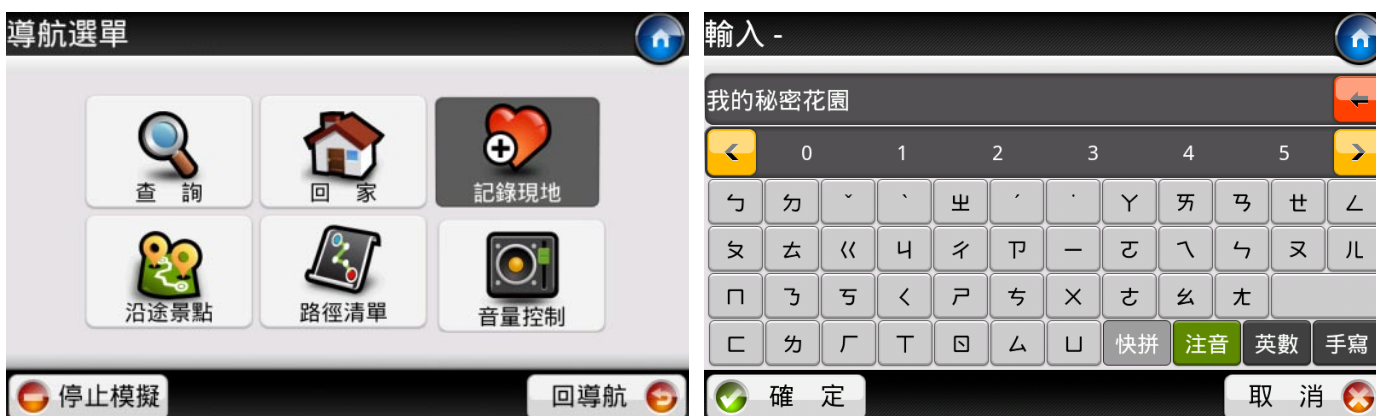 導航選單
查 詢
回 家
記錄現地
沿途景點
路徑清單
音量控制
停止模擬
回導航
輸入 -
我的秘密花園
0 1 2 3 4 5
ㄅ ㄉ ˇ ˋ ㄓ ˊ ˙ ㄚ ㄞ ㄢ ㄝ ㄥ
ㄆ ㄊ ㄍ ㄐ ㄔ ㄗ ㄧ ㄛ ㄟ ㄣ ㄡ ㄦ
ㄇ ㄋ ㄎ ㄑ ㄕ ㄘ ㄨ ㄜ ㄠ ㄤ
ㄈ ㄌ ㄏ ㄒ ㄖ ㄙ ㄩ 快拼 注音 英數 手寫
確 定
取 消